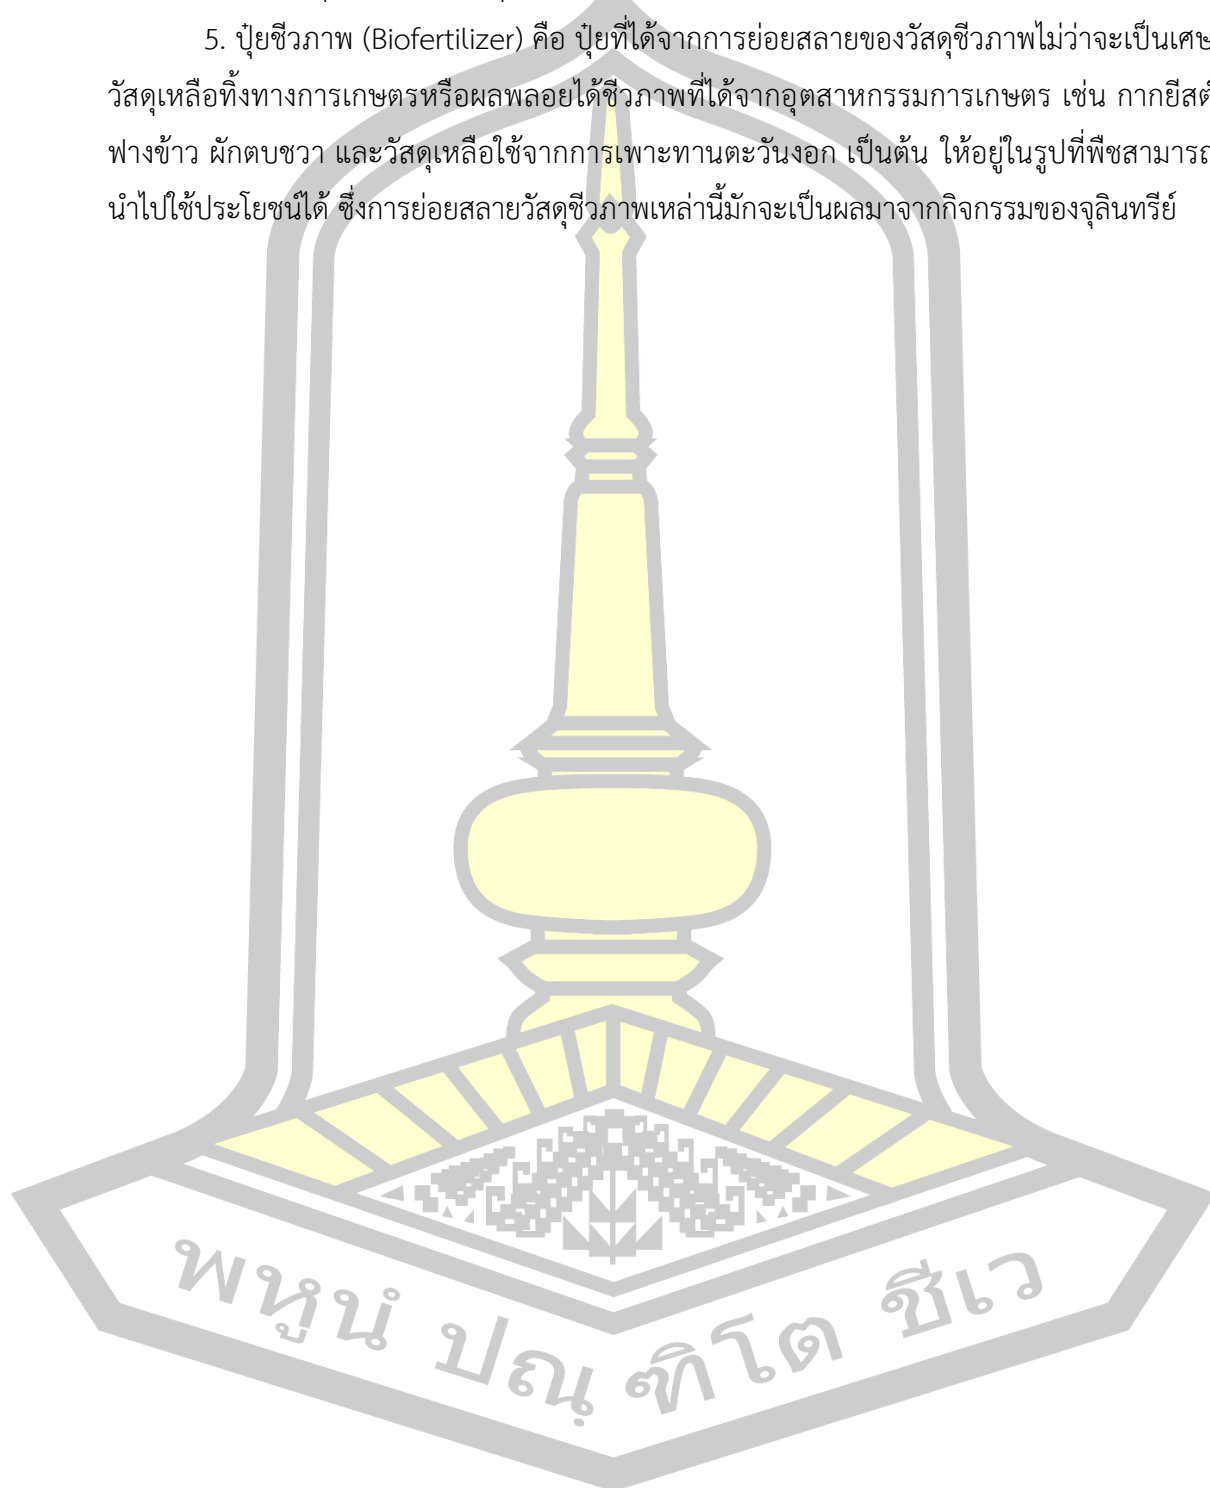 5. ปุ๋ยชีวภาพ (Biofertilizer) คือ ปุ๋ยที่ได้จากการย่อยสลายของวัสดุชีวภาพไม่ว่าจะเป็นเศษ
วัสดุเหลือทิ้งทางการเกษตรหรือผลพลอยได้ชีวภาพที่ได้จากอุตสาหกรรมการเกษตร เช่น กากยีสต์
ฟางข้าว ผักตบชวา และวัสดุเหลือใช้จากการเพาะทานตะวันงอก เป็นต้น ให้อยู่ในรูปที่พืชสามารถ
นำไปใช้ประโยชน์ได้ ซึ่งการย่อยสลายวัสดุชีวภาพเหล่านี้มักจะเป็นผลมาจากกิจกรรมของจุลินทรีย์
พหูนํ ปณฺฑิโต ชีเว